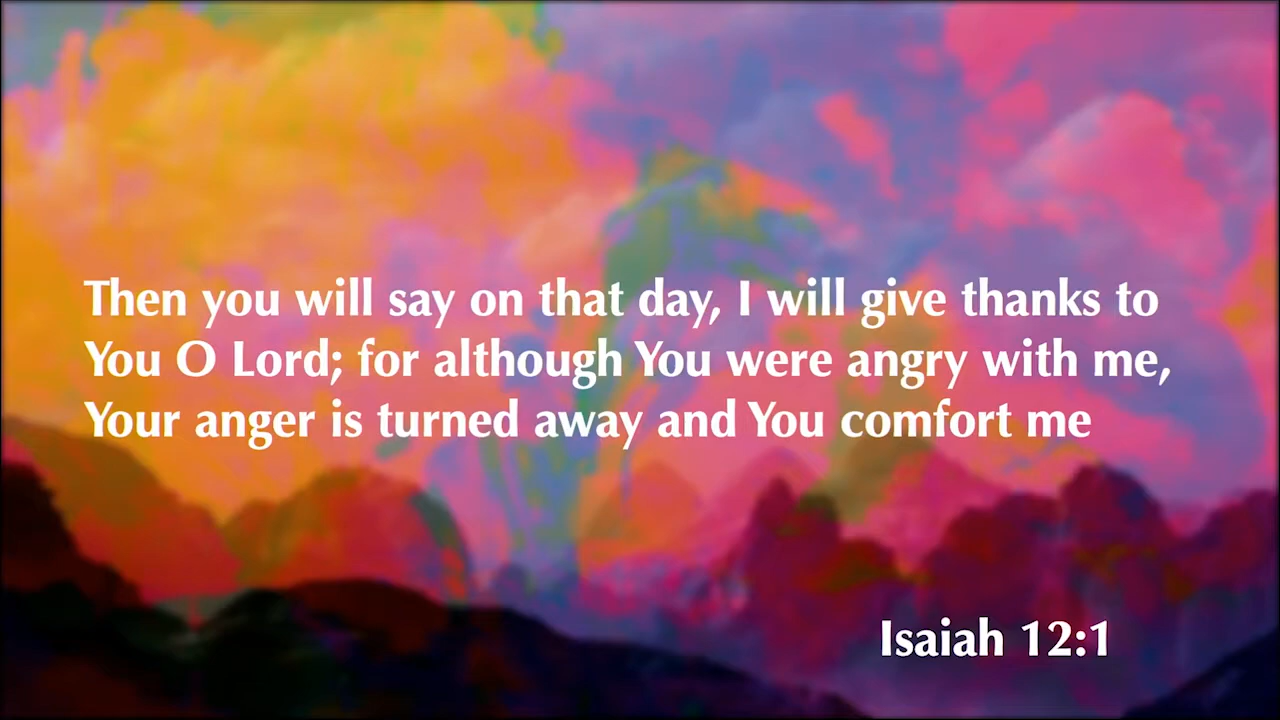 Then you will say on that day, I will give thanks to
You O Lord; for although You were angry with me,
Your anger is turned away and You comfort me
Isaiah 12:1